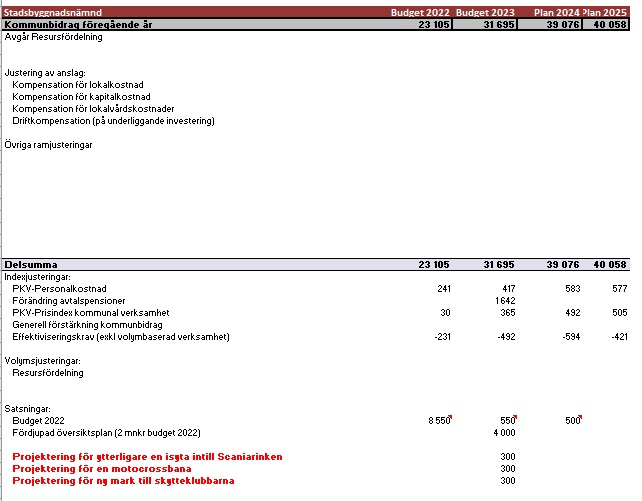 Stadsbyggnadsnämnd Budget 2022 Budget 2023 Plan 2024 Plan 2025
Kommunbidrag föregående år 23 105 31 695 39 076 40 058
Avgår Resursfördelning
Justering av anslag:
Kompensation för lokalkostnad
Kompensation för kapitalkostnad
Kompensation för lokalvårdskostnader
Driftkompensation (på underliggande investering)
Övriga ramjusteringar
Delsumma 23 105 31 695 39 076 40 058
Indexjusteringar:
PKV-Personalkostnad 241 417 583 577
Förändring avtalspensioner 1 642
PKV-Prisindex kommunal verksamhet 30 365 492 505
Generell förstärkning kommunbidrag
Effektiviseringskrav (exkl volymbaserad verksamhet) -231 -492 -594 -421
Volymsjusteringar:
Resursfördelning
Satsningar:
Budget 2022 8 550 550 500
Fördjupad översiktsplan (2 mnkr budget 2022) 4 000
Projektering för ytterligare en isyta intill Scaniarinken 300
Projektering för en motocrossbana 300
Projektering för ny mark till skytteklubbarna 300